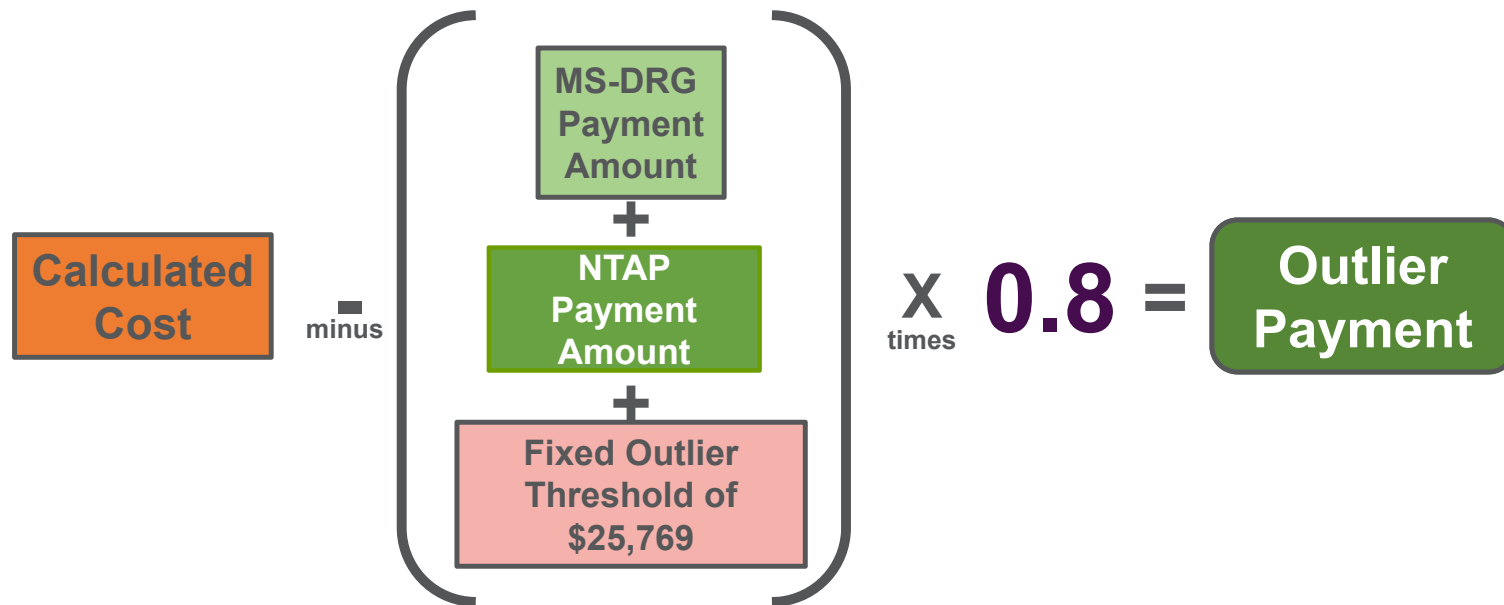 Calculated
Cost
-
minus
MS-DRG
Payment
Amount
+
NTAP
Payment
Amount
+
Fixed Outlier
Threshold of
$25,769
X
times
0.8
=
Outlier
Payment